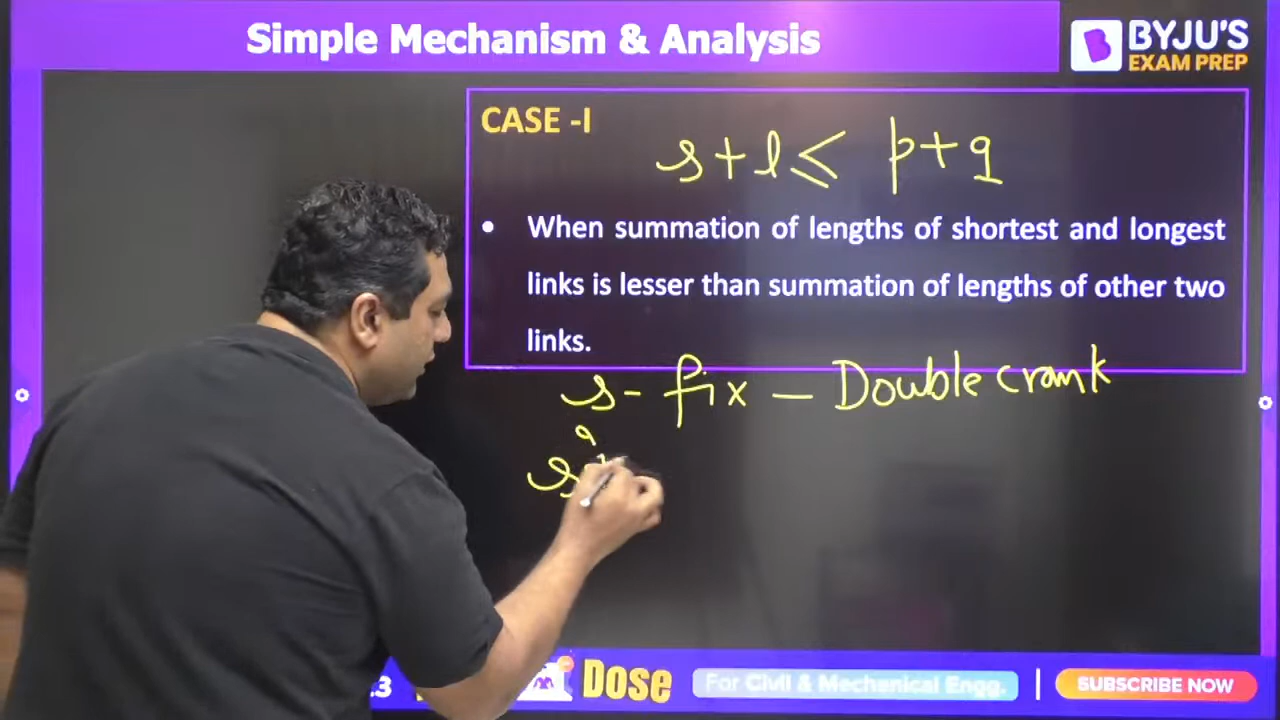 Simple Mechanism & Analysis
BYJU'S
EXAM PREP
CASE -I
s + l ≤ p + q
• When summation of lengths of shortest and longest
links is lesser than summation of lengths of other two
links.
s - fix — Double crank
s
.3
Dose
For Civil & Mechanical Engg.
SUBSCRIBE NOW